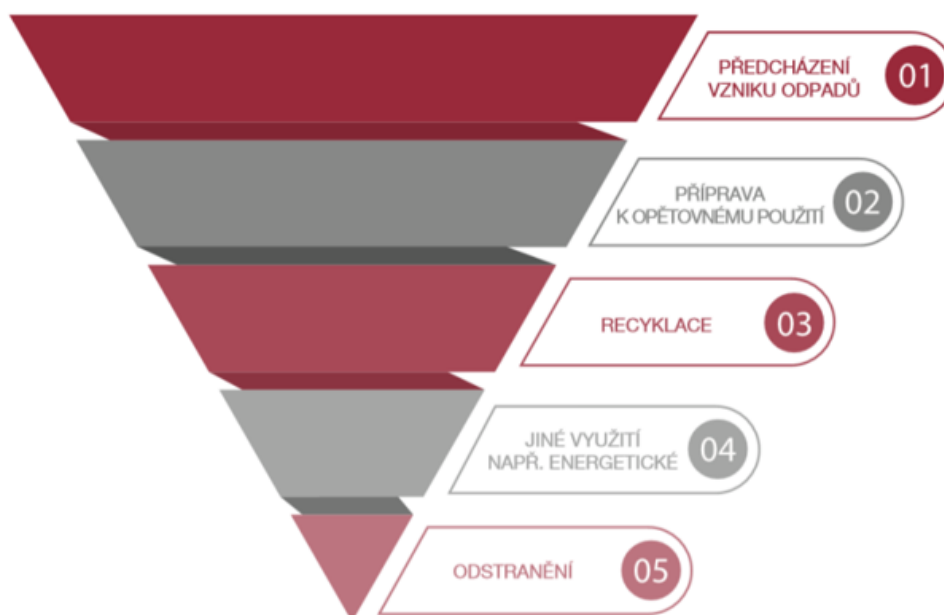 PŘEDCHÁZENÍ
VZNIKU ODPADŮ
01
PŘÍPRAVA
K OPĚTOVNÉMU POUŽITÍ
02
RECYKLACE
03
JINÉ VYUŽITÍ
NAPŘ. ENERGETICKÉ
04
ODSTRANĚNÍ
05